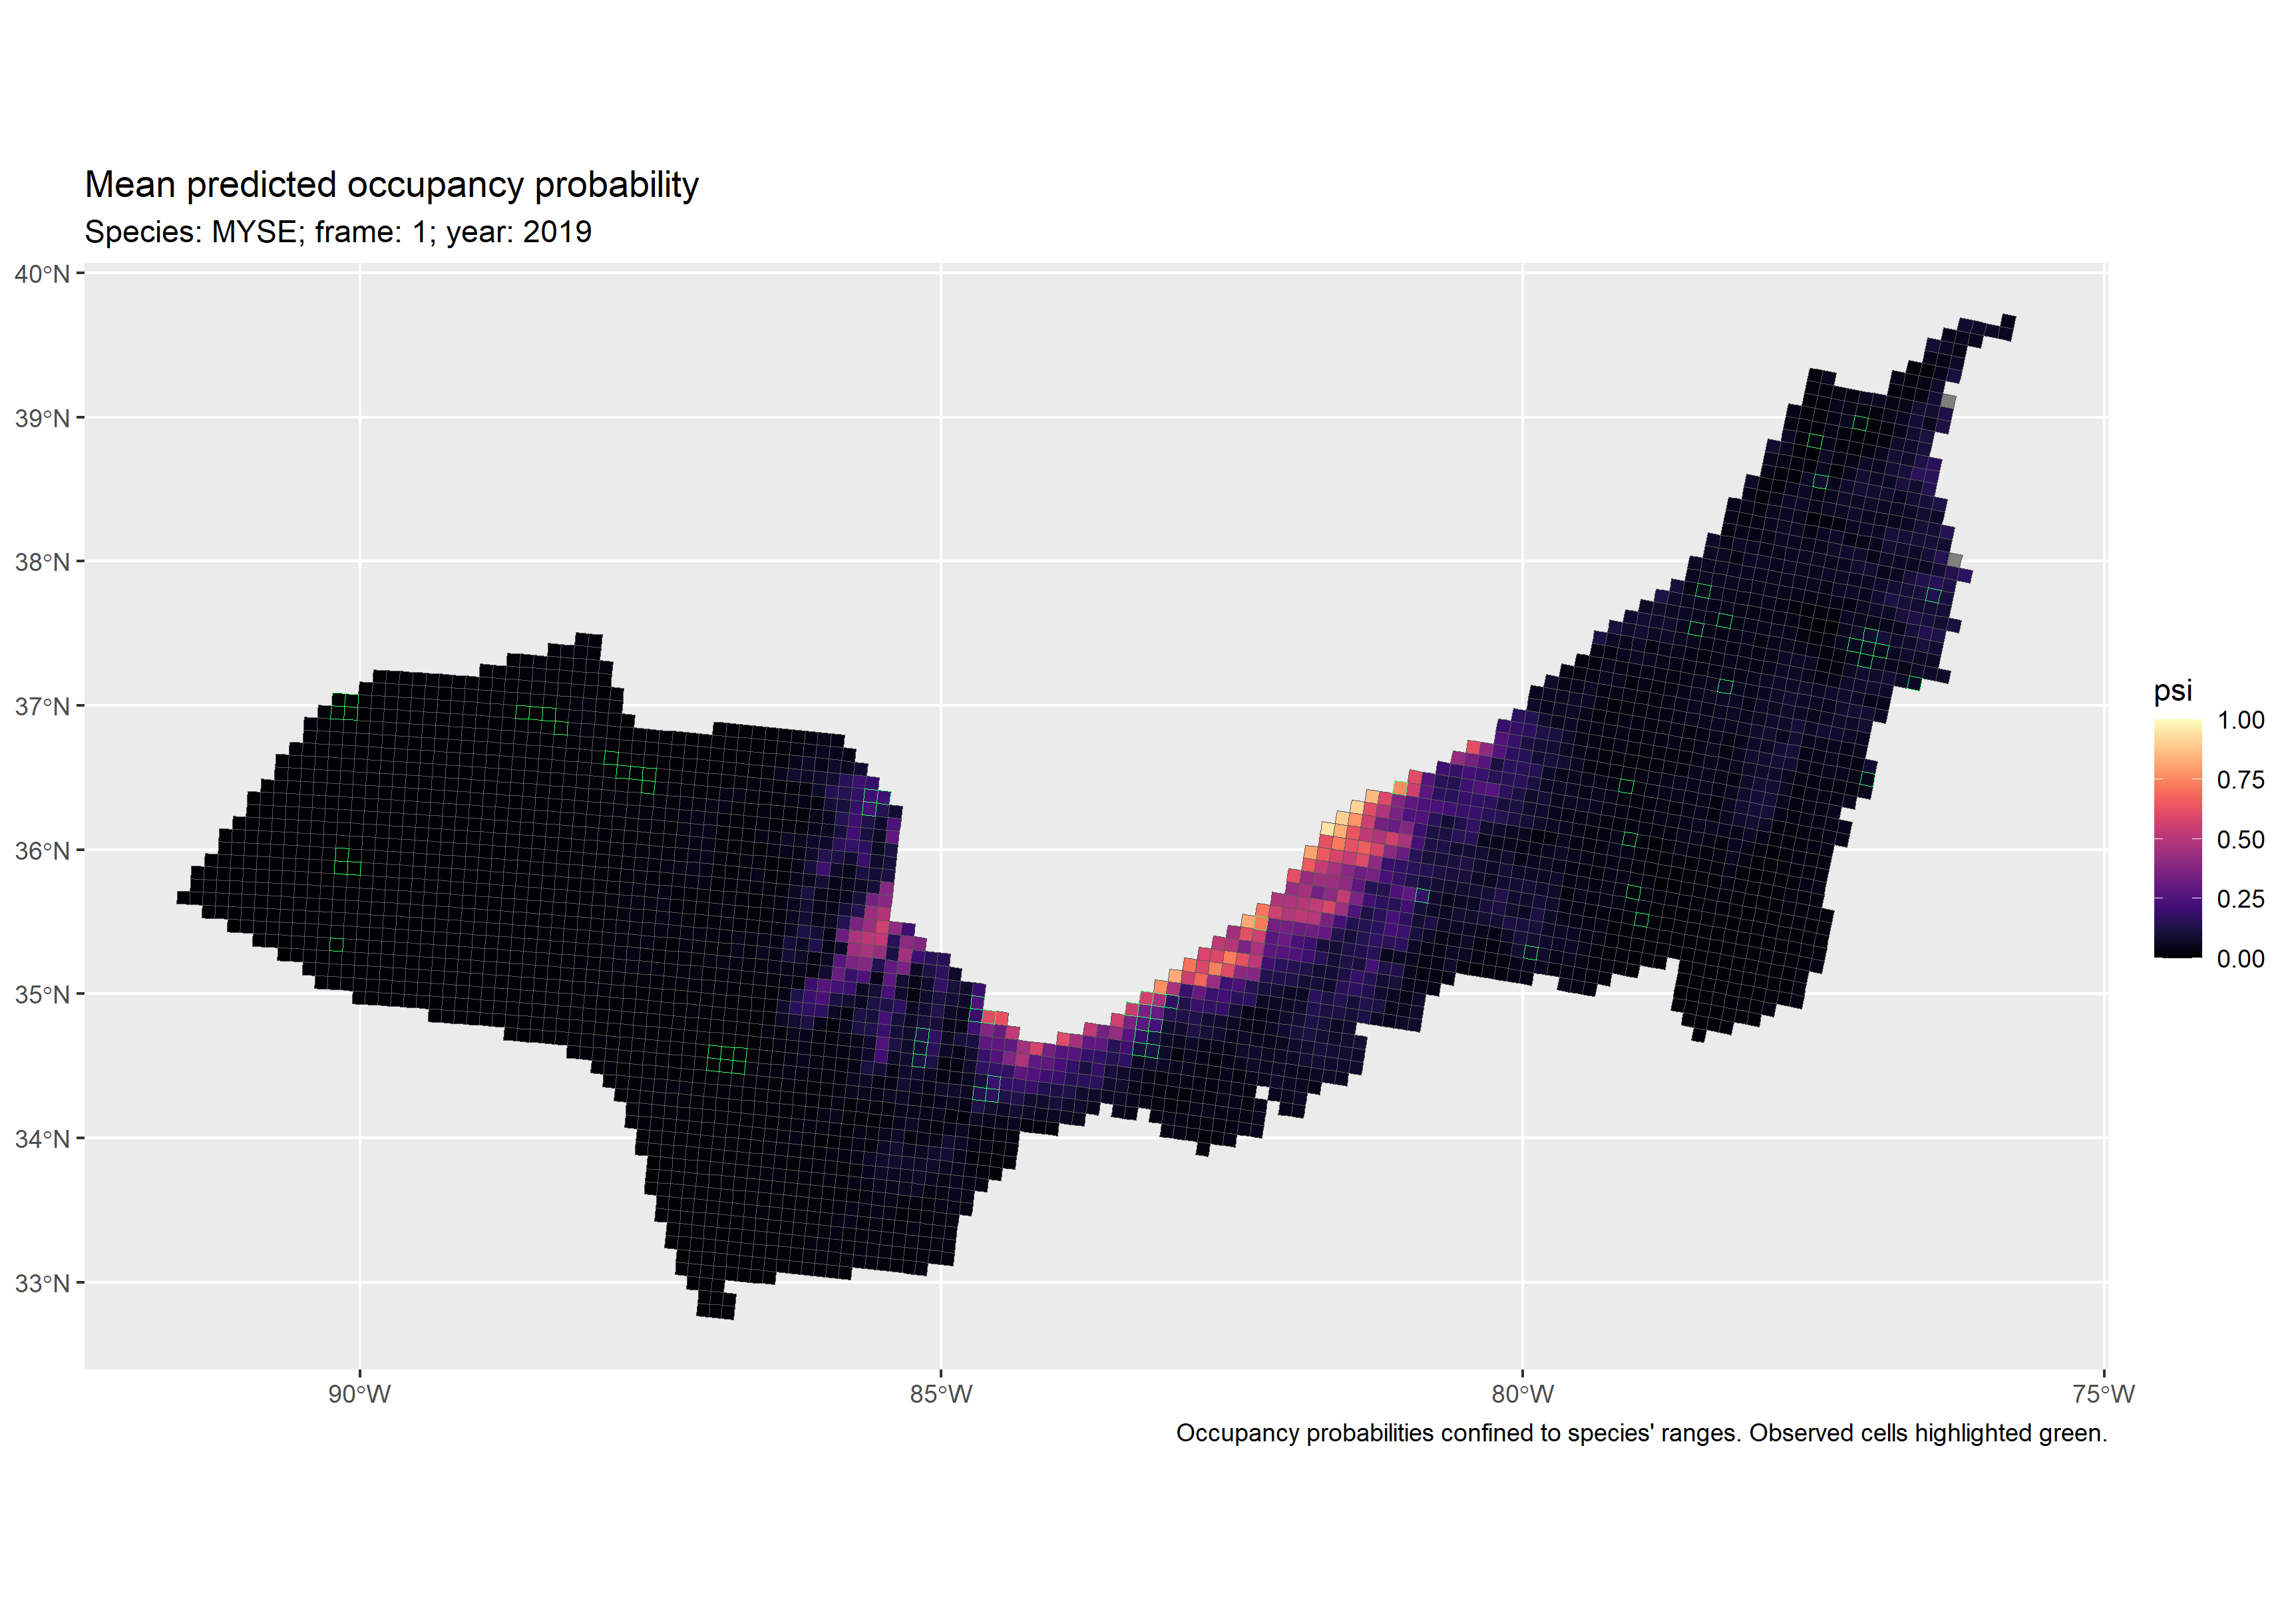 Mean predicted occupancy probability
Species: MYSE; frame: 1; year: 2019
40°N
39°N
38°N
37°N
36°N
35°N
34°N
33°N
90°W
85°W
80°W
75°W
psi
1.00
0.75
0.50
0.25
0.00
Occupancy probabilities confined to species' ranges. Observed cells highlighted green.